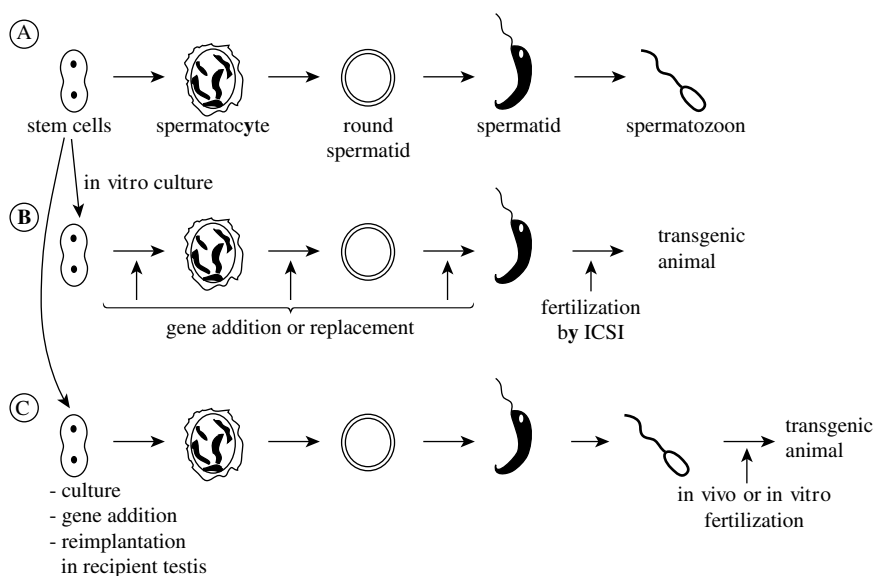 A
stem cells
spermatocyte
round
spermatid
spermatid
spermatozoon
in vitro culture
B
transgenic
animal
gene addition or replacement
fertilization
by ICSI
C
transgenic
animal
- culture
- gene addition
- reimplantation
in recipient testis
in vivo or in vitro
fertilization